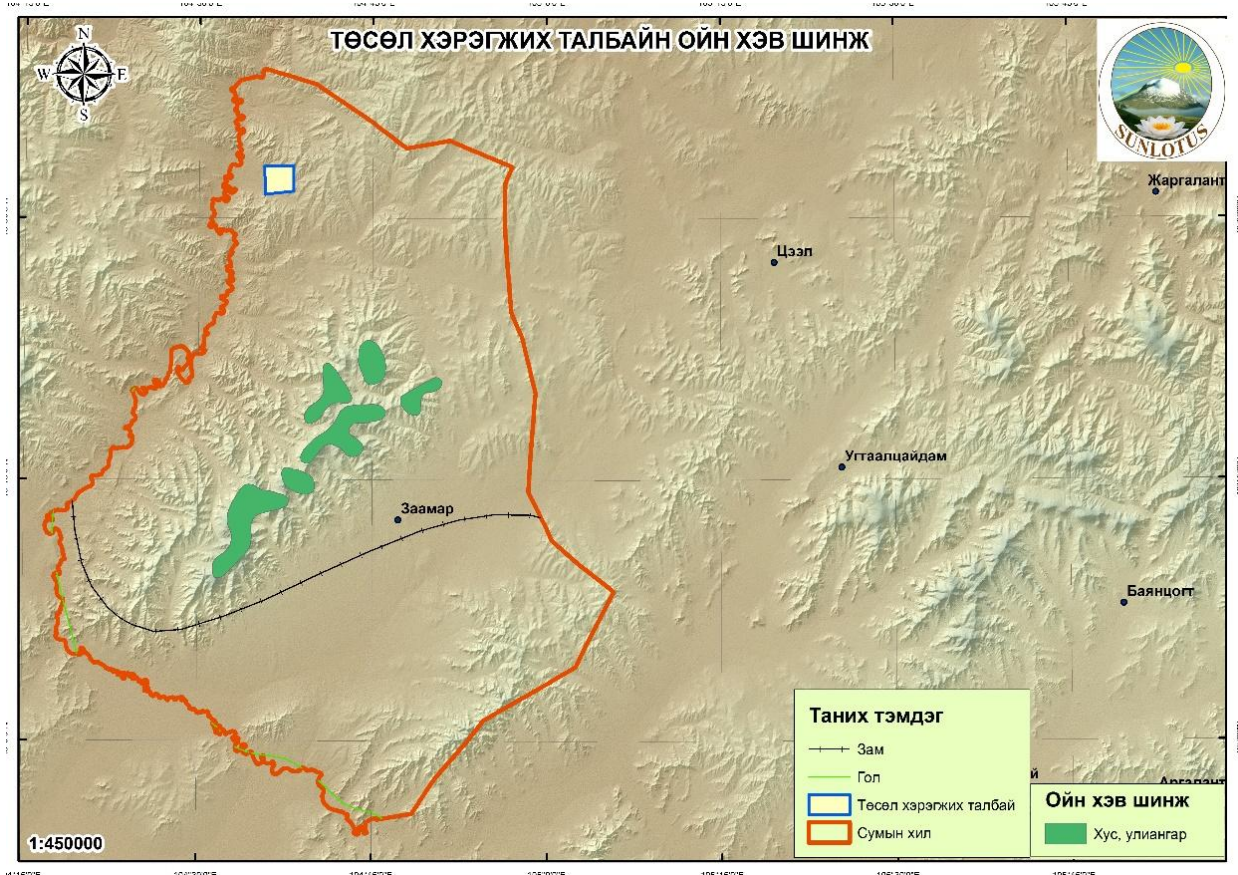 ТӨСӨЛ ХЭРЭГЖИХ ТАЛБАЙН ОЙН ХЭВ ШИНЖ
N
W E
S
SUNLOTUS
Жаргалант
Цээл
Угтаалцайдам
Заамар
Баянцогт
Таних тэмдэг
Зам
Гол
Төсөл хэрэгжих талбай
Сумын хил
Аргалант
Ойн хэв шинж
Хус, улиангар
1:450000